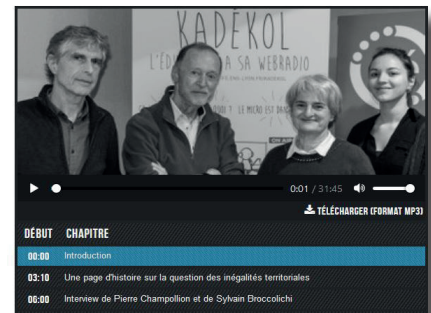 KADÉKOL
L'ÉD A SA WEBRADIO
0:01 / 31:45
TÉLÉCHARGER (FORMAT MP3)
DÉBUT CHAPITRE
00:00 Introduction
03:10 Une page d'histoire sur la question des inégalités territoriales
06:00 Interview de Pierre Champollion et de Sylvain Broccolichi